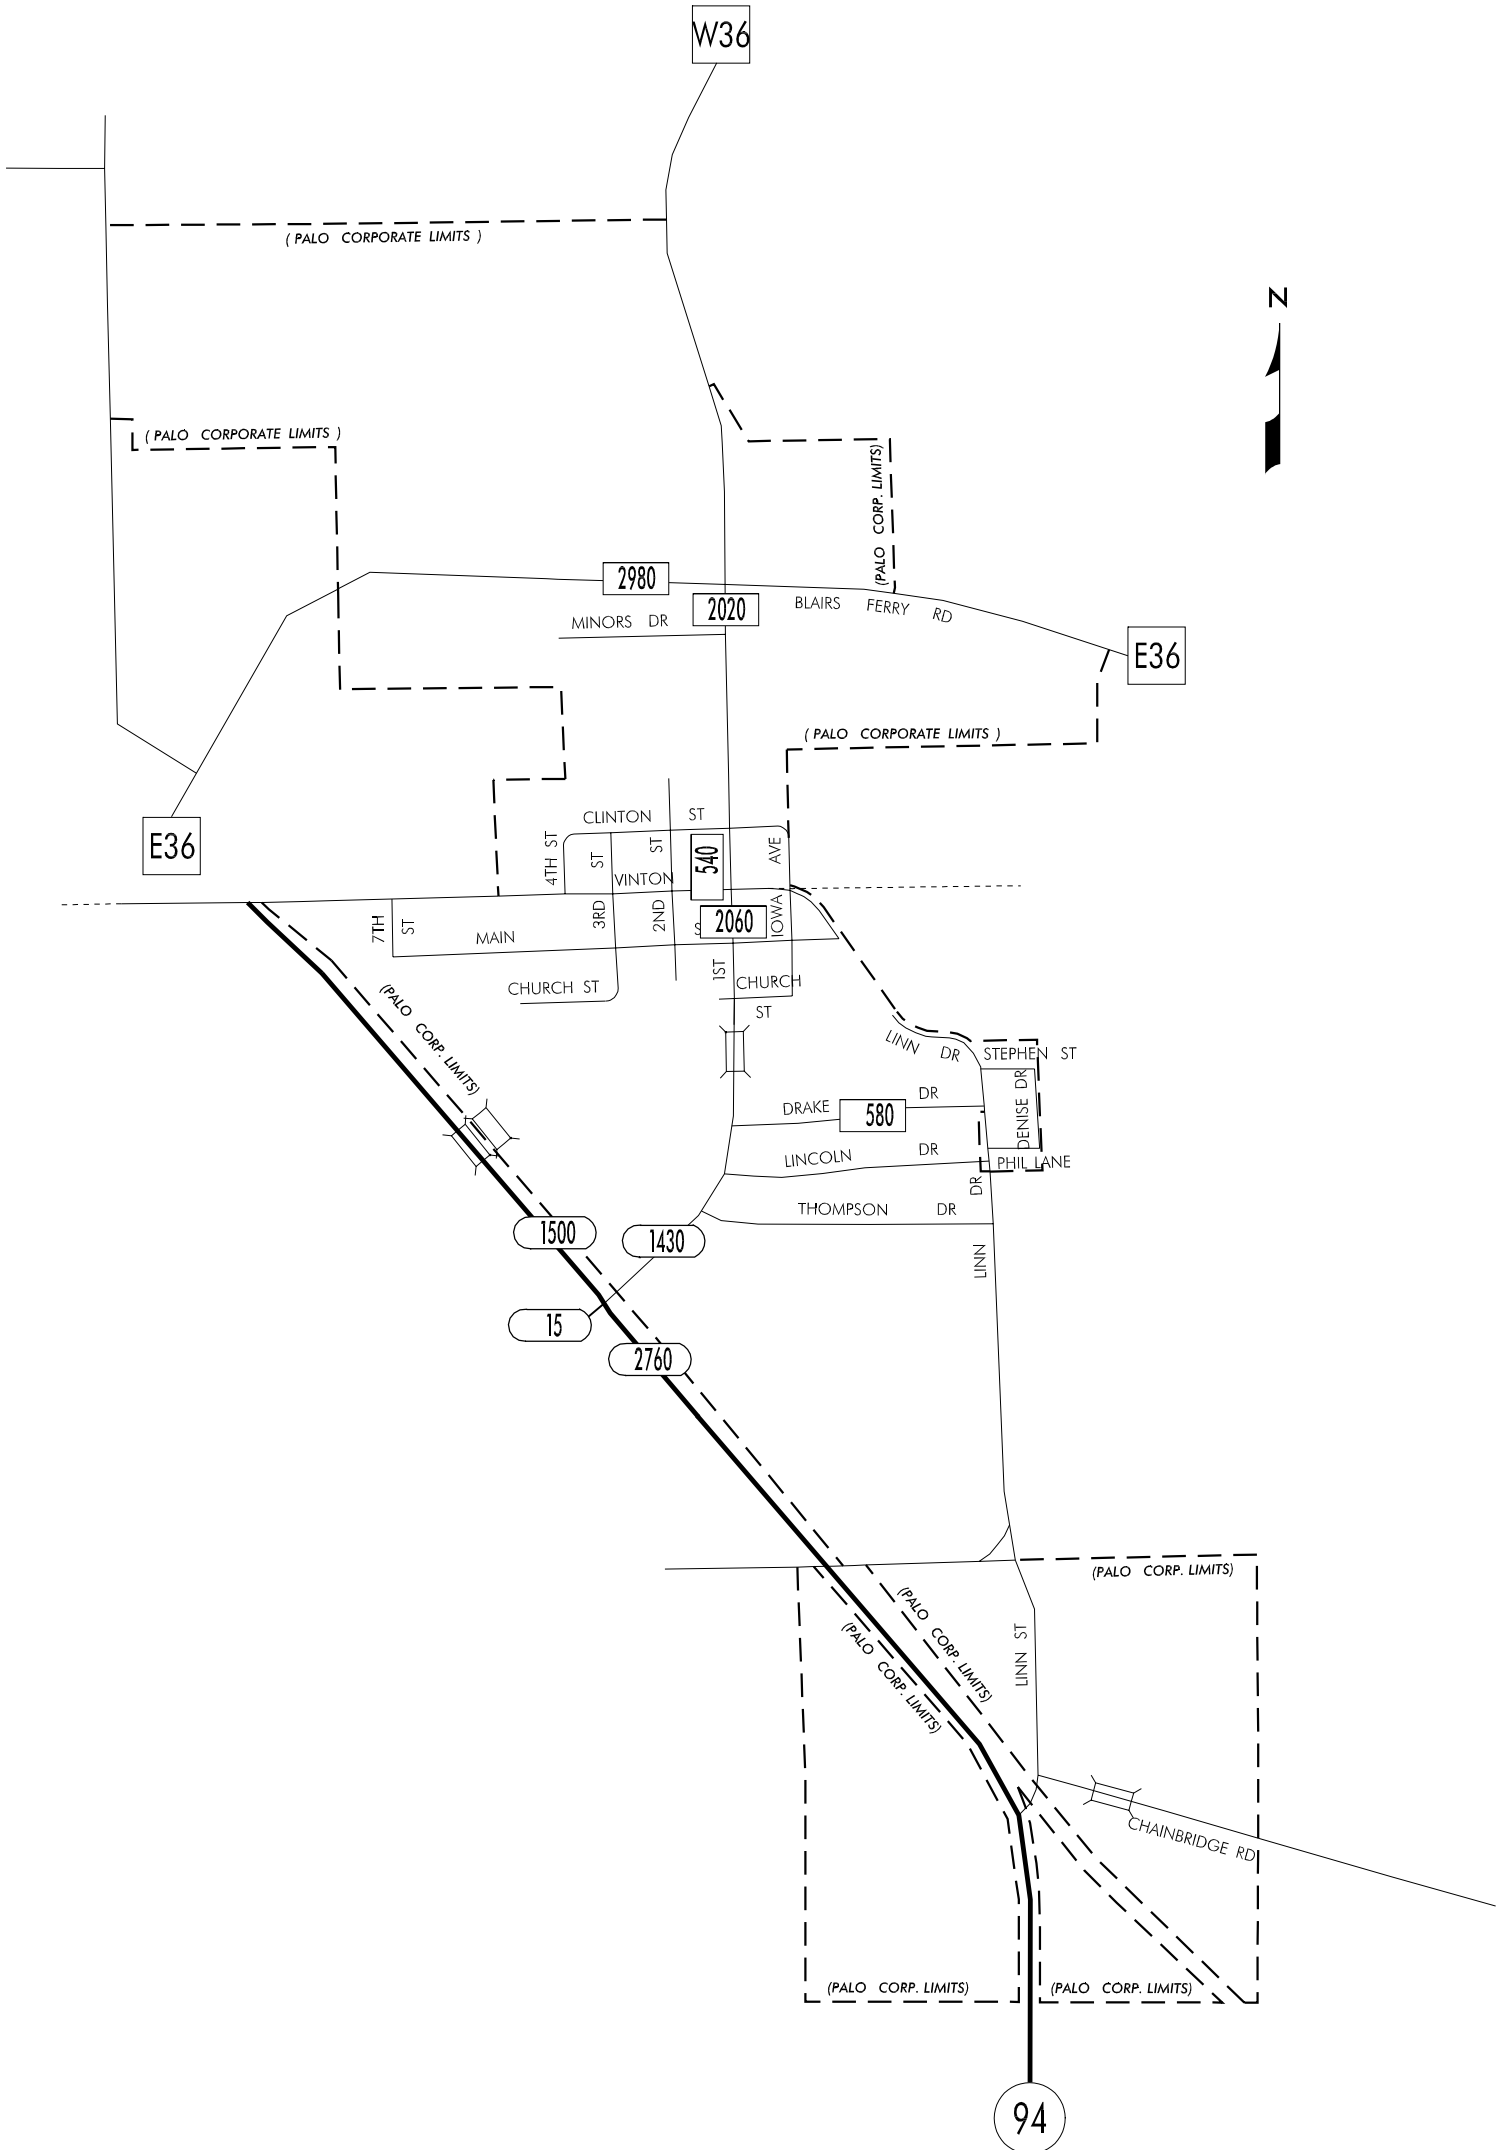 W36
( PALO CORPORATE LIMITS )
N
( PALO CORPORATE LIMITS )
(PALO CORP. LIMITS)
2980
2020
BLAIRS FERRY RD
MINORS DR
E36
( PALO CORPORATE LIMITS )
CLINTON ST
E36
4TH ST
3RD ST
2ND ST
540
IOWA AVE
VINTON
7TH ST
2060
MAIN
1ST
CHURCH ST
CHURCH ST
(PALO CORP. LIMITS)
LINN DR
STEPHEN ST
DENISE DR
DRAKE DR
580
LINCOLN DR
PHIL LANE
THOMPSON DR
LINN DR
1500
1430
15
2760
(PALO CORP. LIMITS)
(PALO CORP. LIMITS)
(PALO CORP. LIMITS)
LINN ST
CHAINBRIDGE RD
(PALO CORP. LIMITS)
(PALO CORP. LIMITS)
94